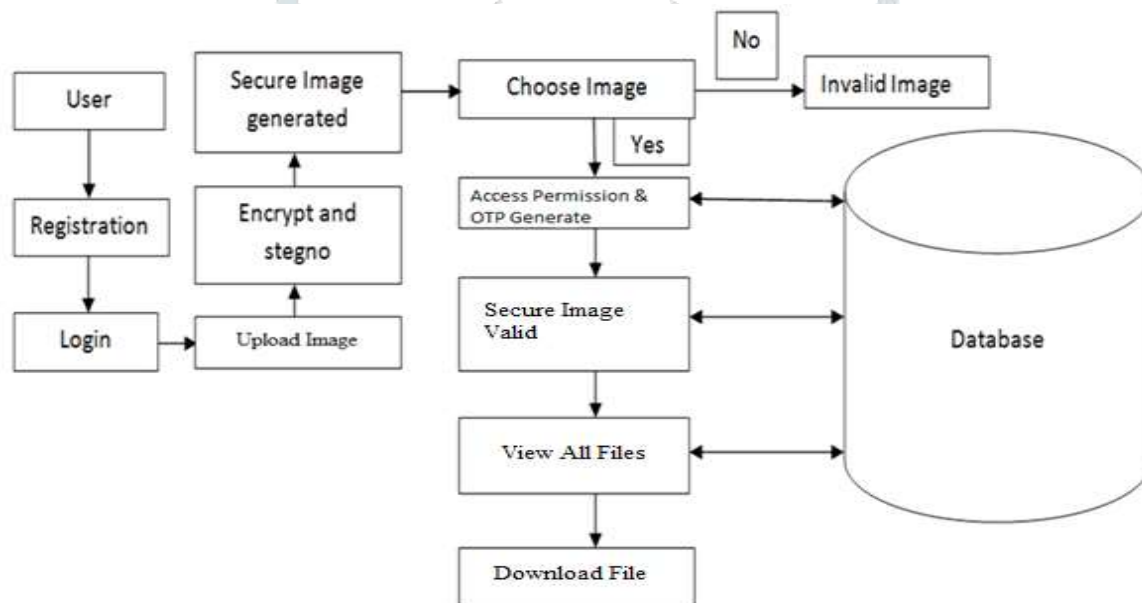 User
Registration
Login
Upload Image
Encrypt and
stegno
Secure Image
generated
Choose Image
No
Invalid Image
Yes
Access Permission &
OTP Generate
Secure Image
Valid
View All Files
Download File
Database